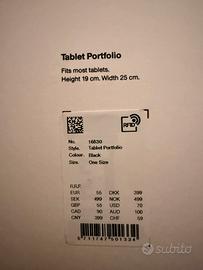 Tablet Portfolio
Fits most tablets.
Height 19 cm. Width 25 cm.
RFID
No. 16830
Style. Tablet Portfolio
Colour. Black
Size. One Size
R.R.P.
EUR 55 DKK 399
SEK 499 NOK 499
GBP 50 USD 70
CAD 90 AUD 100
CNY 399 CHF 59
5711747501334
subito